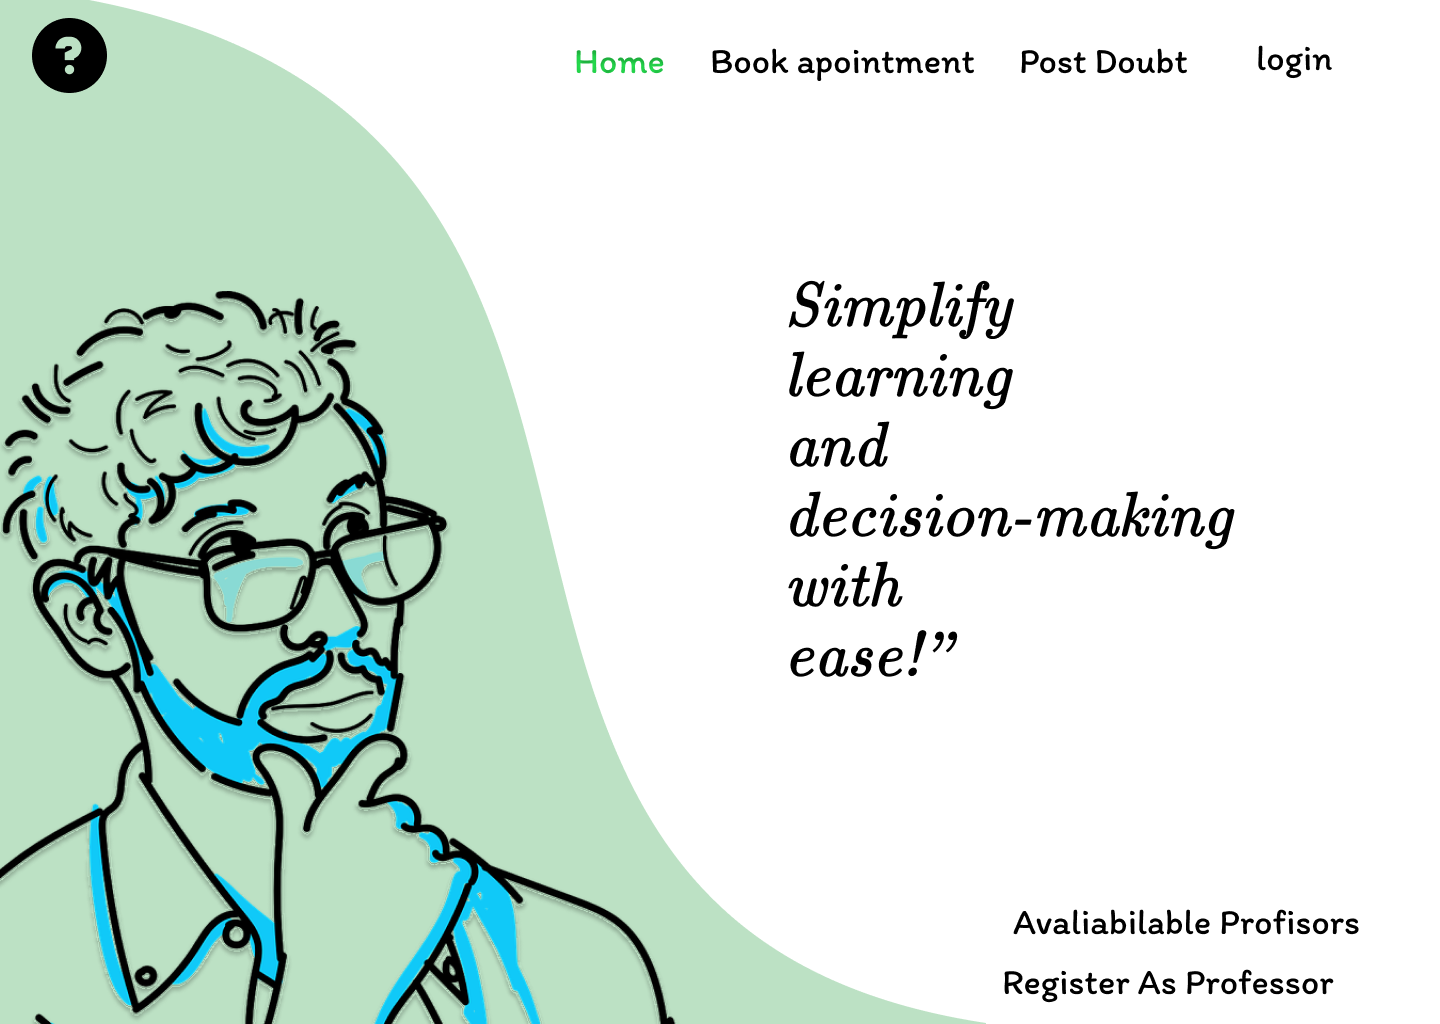 ?
Home Book apointment Post Doubt login
Simplify
learning
and
decision-making
with
ease!”
Avaliabilable Profisors
Register As Professor